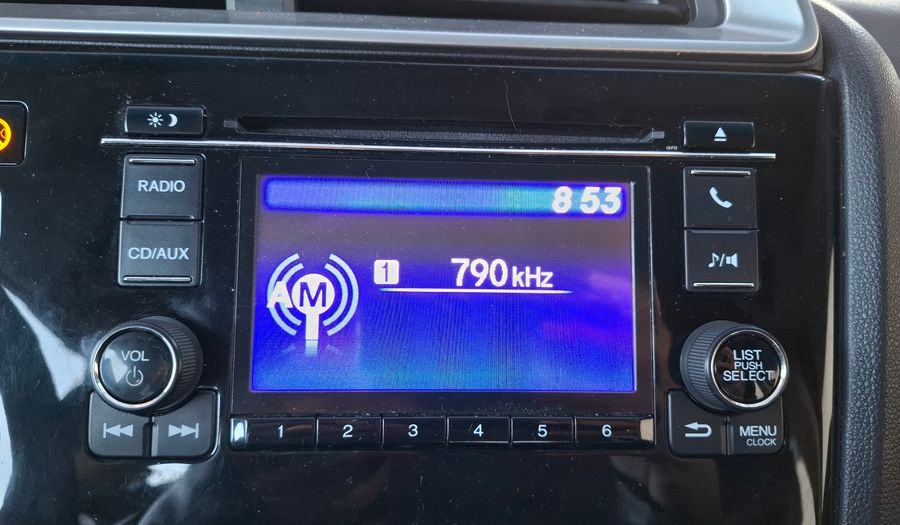 RADIO
CD/AUX
8 53
AM
1
790 kHz
VOL
LIST
PUSH
SELECT
1 2 3 4 5 6
MENU
CLOCK